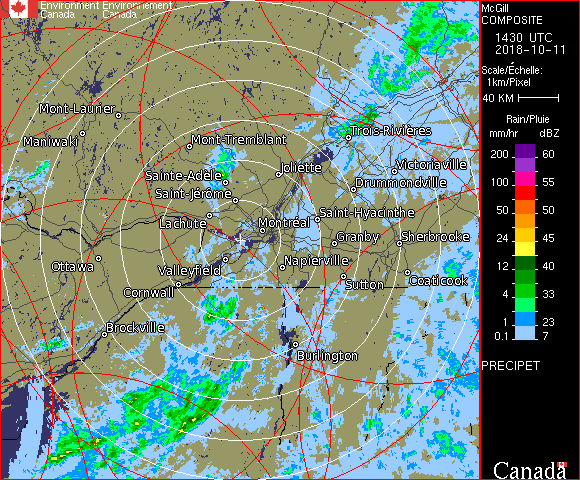 Environment Environnement
Canada Canada
McGill
COMPOSITE
1430 UTC
2018-10-11
Scale/Échelle:
1km/Pixel
40 KM
Rain/Pluie
mm/hr dBZ
200 60
55
100 55
50 50
24 45
12 40
4 33
1 23
0.1 7
PRECIPET
Canada
Mont-Laurier
Maniwaki
Mont-Tremblant
Trois-Rivières
Joliette
Victoriaville
Sainte-Adèle
Drummondville
Saint-Jérôme
Saint-Hyacinthe
Lachute
Montréal
Granby
Sherbrooke
Ottawa
Valleyfield
Napierville
Cornwall
Sutton
Coaticook
Brockville
Burlington